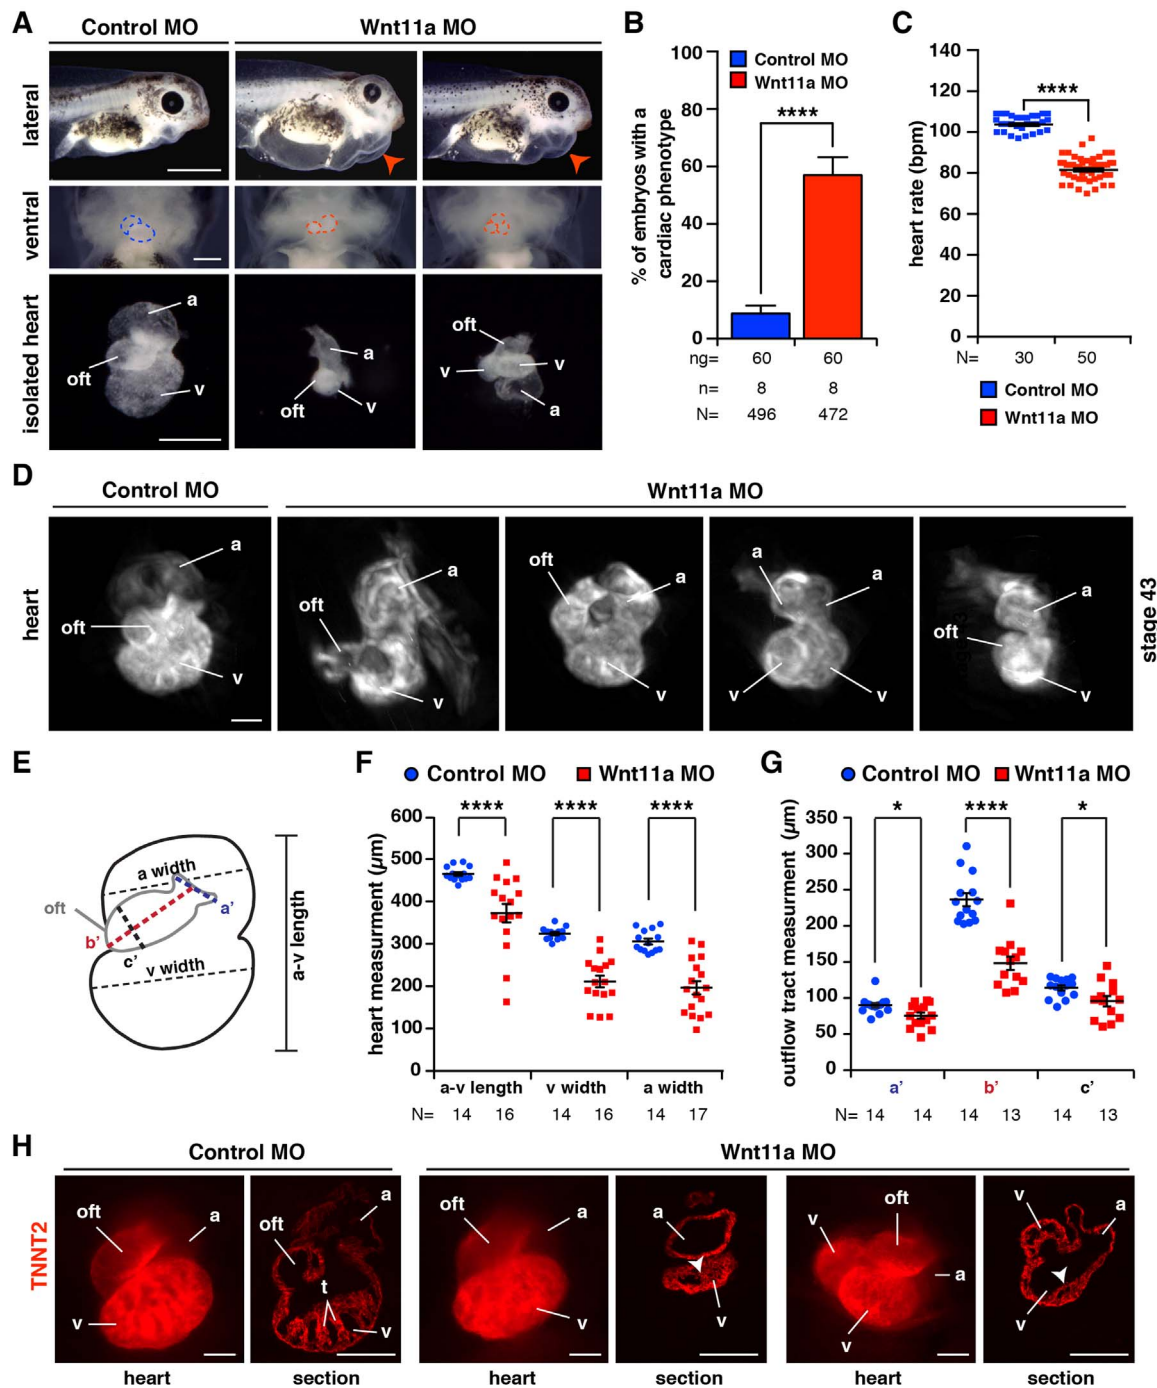 A
Control MO
Wnt11a MO
lateral
ventral
isolated heart
a
oft
v
a
oft
v
oft
v
v
a
B
% of embryos with a
cardiac phenotype
100
80
60
40
20
0
Control MO
Wnt11a MO
****
ng= 60 60
n= 8 8
N= 496 472
C
heart rate (bpm)
140
120
100
80
60
40
20
0
****
N= 30 50
Control MO
Wnt11a MO
D
Control MO
Wnt11a MO
heart
stage 43
a
oft
v
a
oft
v
oft
a
v
a
a
v
v
a
oft
v
E
a width
oft
a'
b'
c'
v width
a-v length
F
Control MO
Wnt11a MO
heart measurment (µm)
600
500
400
300
200
100
0
**** **** ****
a-v length v width a width
N= 14 16 14 16 14 17
G
Control MO
Wnt11a MO
outflow tract measurment (µm)
350
300
250
200
150
100
50
0
* **** *
a' b' c'
N= 14 14 14 13 14 13
H
Control MO
Wnt11a MO
TNNT2
oft
a
v
oft
a
t
v
oft
a
v
a
v
v
oft
a
v
v
a
v
heart section heart section heart section